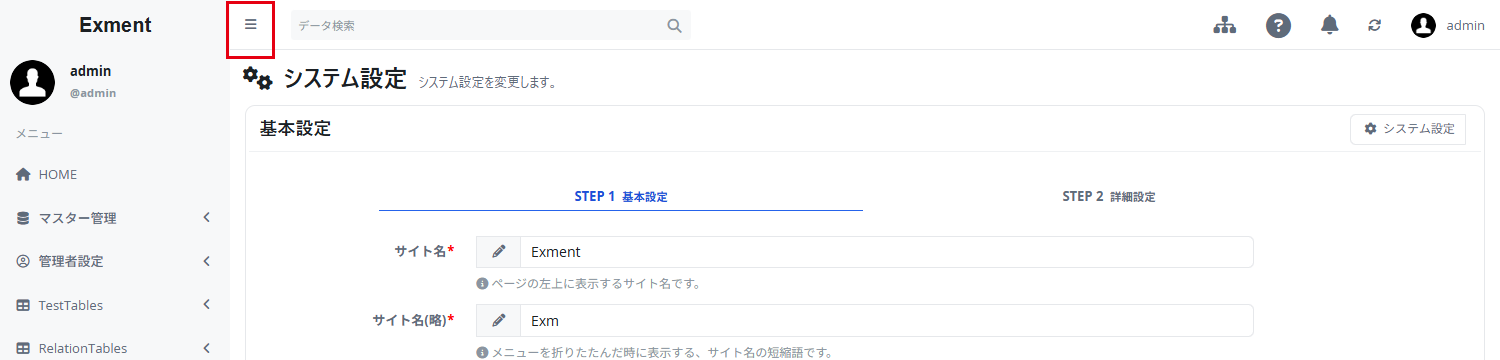 Exment
データ検索
admin
admin
@admin
メニュー
HOME
マスター管理
管理者設定
TestTables
RelationTables
システム設定 システム設定を変更します。
基本設定
システム設定
STEP 1 基本設定
STEP 2 詳細設定
サイト名*
Exment
ページの左上に表示するサイト名です。
サイト名(略)*
Exm
メニューを折りたたんだ時に表示する、サイト名の短縮語です。